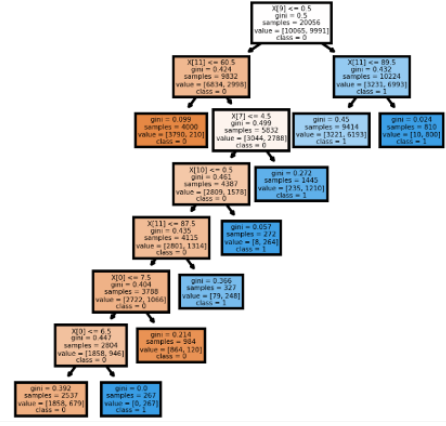 X[9] <= 0.5
gini = 0.5
samples = 20056
value = [10065, 9991]
class = 0
X[11] <= 60.5
gini = 0.424
samples = 9832
value = [6834, 2998]
class = 0
X[11] <= 89.5
gini = 0.432
samples = 10224
value = [3231, 6993]
class = 1
gini = 0.099
samples = 4000
value = [3790, 210]
class = 0
X[7] <= 4.5
gini = 0.499
samples = 5832
value = [3044, 2788]
class = 0
gini = 0.45
samples = 9414
value = [3221, 6193]
class = 1
gini = 0.024
samples = 810
value = [10, 800]
class = 1
X[10] <= 0.5
gini = 0.461
samples = 4387
value = [2809, 1578]
class = 0
gini = 0.272
samples = 1445
value = [235, 1210]
class = 1
X[11] <= 87.5
gini = 0.435
samples = 4115
value = [2801, 1314]
class = 0
gini = 0.057
samples = 272
value = [8, 264]
class = 1
X[0] <= 7.5
gini = 0.404
samples = 3788
value = [2722, 1066]
class = 0
gini = 0.366
samples = 327
value = [79, 248]
class = 1
X[0] <= 6.5
gini = 0.447
samples = 2804
value = [1858, 946]
class = 0
gini = 0.214
samples = 984
value = [864, 120]
class = 0
gini = 0.392
samples = 2537
value = [1858, 679]
class = 0
gini = 0.0
samples = 267
value = [0, 267]
class = 1